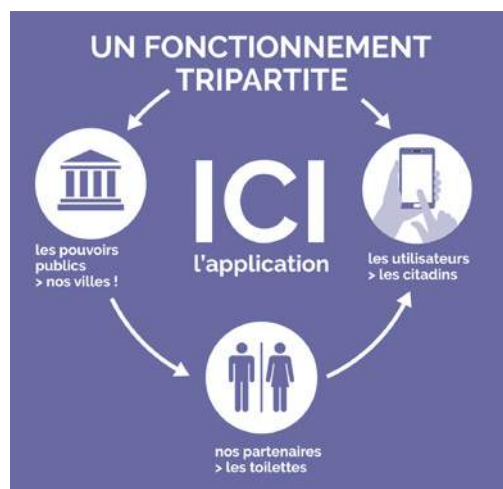 UN FONCTIONNEMENT
TRIPARTITE
ICI
l'application
les pouvoirs
publics
> nos villes !
les utilisateurs
> les citadins
nos partenaires
> les toilettes